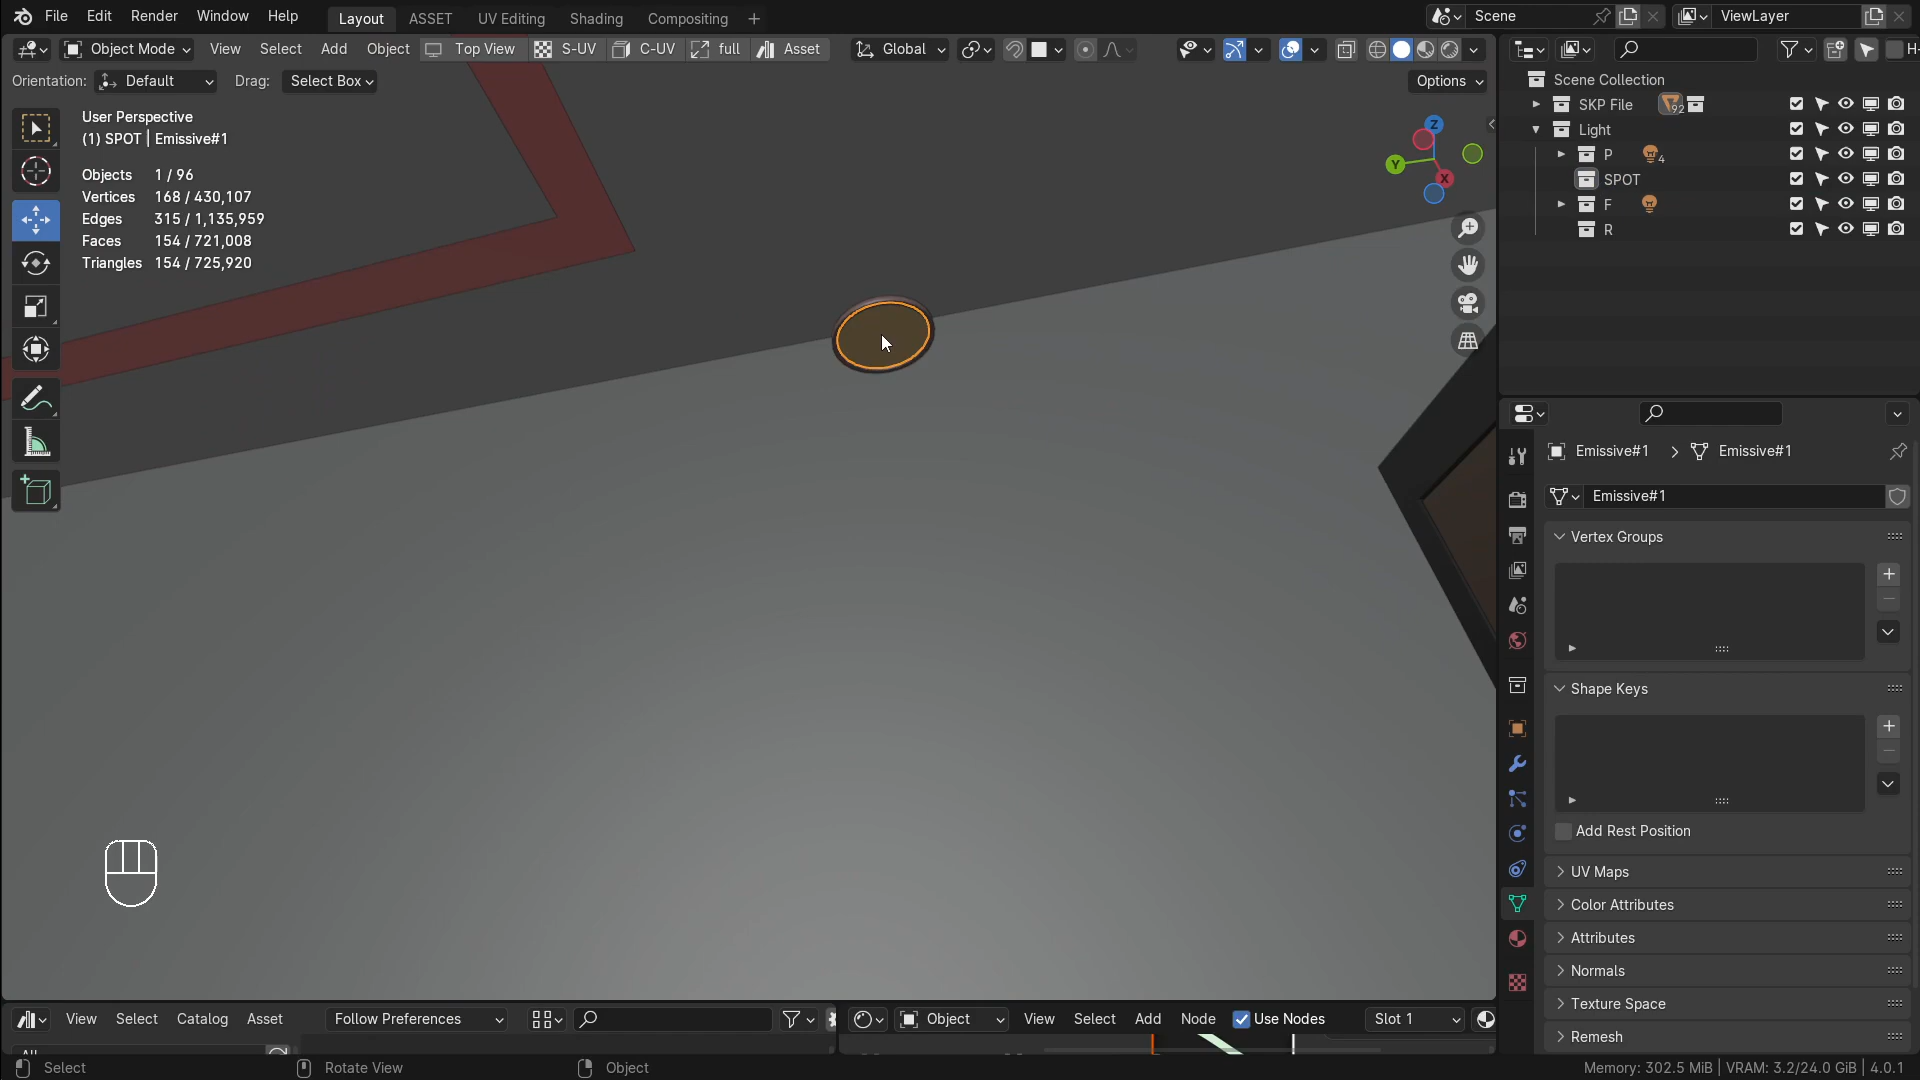 File Edit Render Window Help Layout ASSET UV Editing Shading Compositing Scene ViewLayer
Object Mode View Select Add Object Top View S-UV C-UV full Asset Global
Orientation: Default Drag: Select Box Options
User Perspective
(1) SPOT | Emissive#1
Objects 1 / 96
Vertices 168 / 430,107
Edges 315 / 1,135,959
Faces 154 / 721,008
Triangles 154 / 725,920
Z
Y
X
Scene Collection
SKP File 92
Light
P 4
SPOT
F
R
Emissive#1 Emissive#1
Emissive#1
Vertex Groups
Shape Keys
Add Rest Position
UV Maps
Color Attributes
Attributes
Normals
Texture Space
Remesh
View Select Catalog Asset Follow Preferences
Object View Select Add Node Use Nodes Slot 1
Select Rotate View Object Memory: 302.5 MiB | VRAM: 3.2/24.0 GiB | 4.0.1